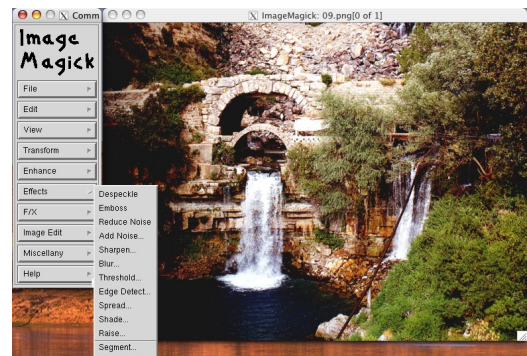 Comm
ImageMagick: 09.png[0 of 1]
Image
Magick
File
Edit
View
Transform
Enhance
Effects
F/X
Image Edit
Miscellany
Help
Despeckle
Emboss
Reduce Noise
Add Noise...
Sharpen...
Blur...
Threshold...
Edge Detect...
Spread...
Shade...
Raise...
Segment...